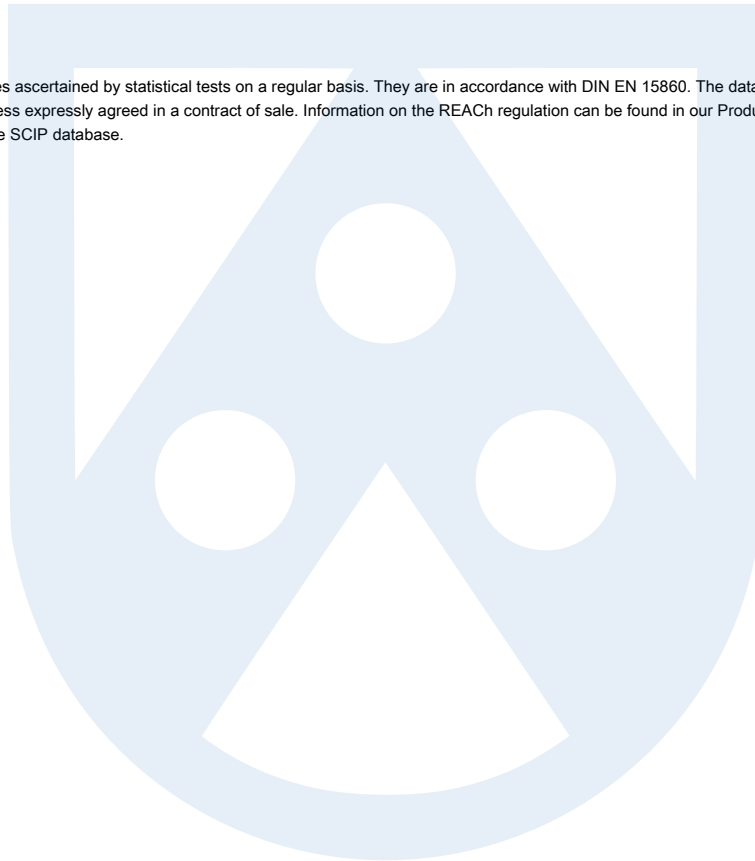 ascertained by statistical tests on a regular basis. They are in accordance with DIN EN 15860. The data
expressly agreed in a contract of sale. Information on the REACh regulation can be found in our
SCIP database.